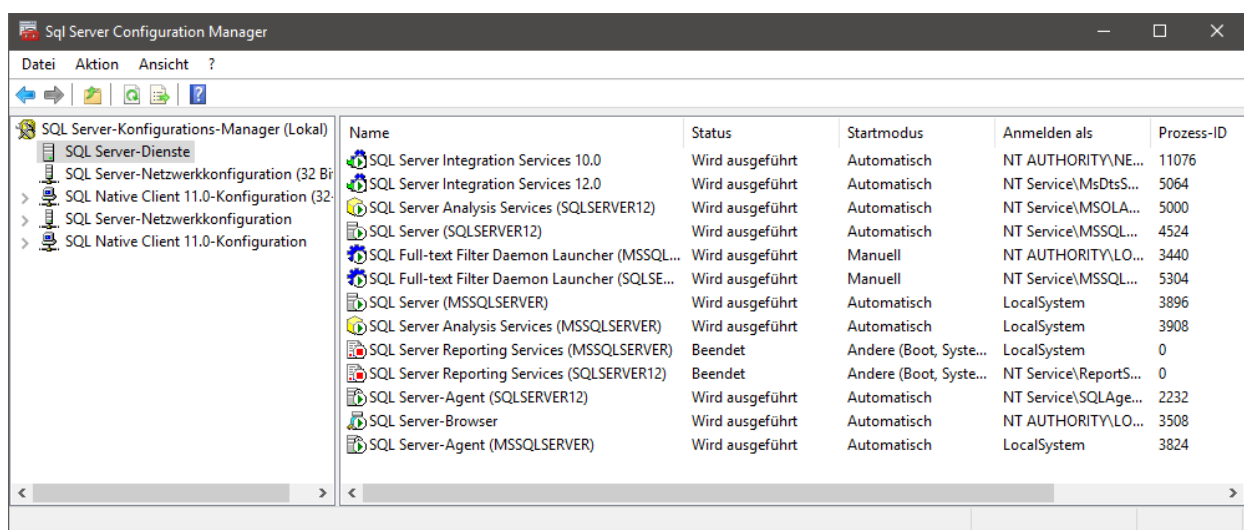 Sql Server Configuration Manager
Datei Aktion Ansicht ?
SQL Server-Konfigurations-Manager (Lokal)
SQL Server-Dienste
SQL Server-Netzwerkkonfiguration (32 Bi
SQL Native Client 11.0-Konfiguration (32-
SQL Server-Netzwerkkonfiguration
SQL Native Client 11.0-Konfiguration
Name Status Startmodus Anmelden als Prozess-ID
SQL Server Integration Services 10.0 Wird ausgeführt Automatisch NT AUTHORITY\NE... 11076
SQL Server Integration Services 12.0 Wird ausgeführt Automatisch NT Service\MsDtsS... 5064
SQL Server Analysis Services (SQLSERVER12) Wird ausgeführt Automatisch NT Service\MSOLA... 5000
SQL Server (SQLSERVER12) Wird ausgeführt Automatisch NT Service\MSSQL... 4524
SQL Full-text Filter Daemon Launcher (MSSQL... Wird ausgeführt Manuell NT AUTHORITY\LO... 3440
SQL Full-text Filter Daemon Launcher (SQLSE... Wird ausgeführt Manuell NT Service\MSSQL... 5304
SQL Server (MSSQLSERVER) Wird ausgeführt Automatisch LocalSystem 3896
SQL Server Analysis Services (MSSQLSERVER) Wird ausgeführt Automatisch LocalSystem 3908
SQL Server Reporting Services (MSSQLSERVER) Beendet Andere (Boot, Syste... LocalSystem 0
SQL Server Reporting Services (SQLSERVER12) Beendet Andere (Boot, Syste... NT Service\ReportS... 0
SQL Server-Agent (SQLSERVER12) Wird ausgeführt Automatisch NT Service\SQLAge... 2232
SQL Server-Browser Wird ausgeführt Automatisch NT AUTHORITY\LO... 3508
SQL Server-Agent (MSSQLSERVER) Wird ausgeführt Automatisch LocalSystem 3824